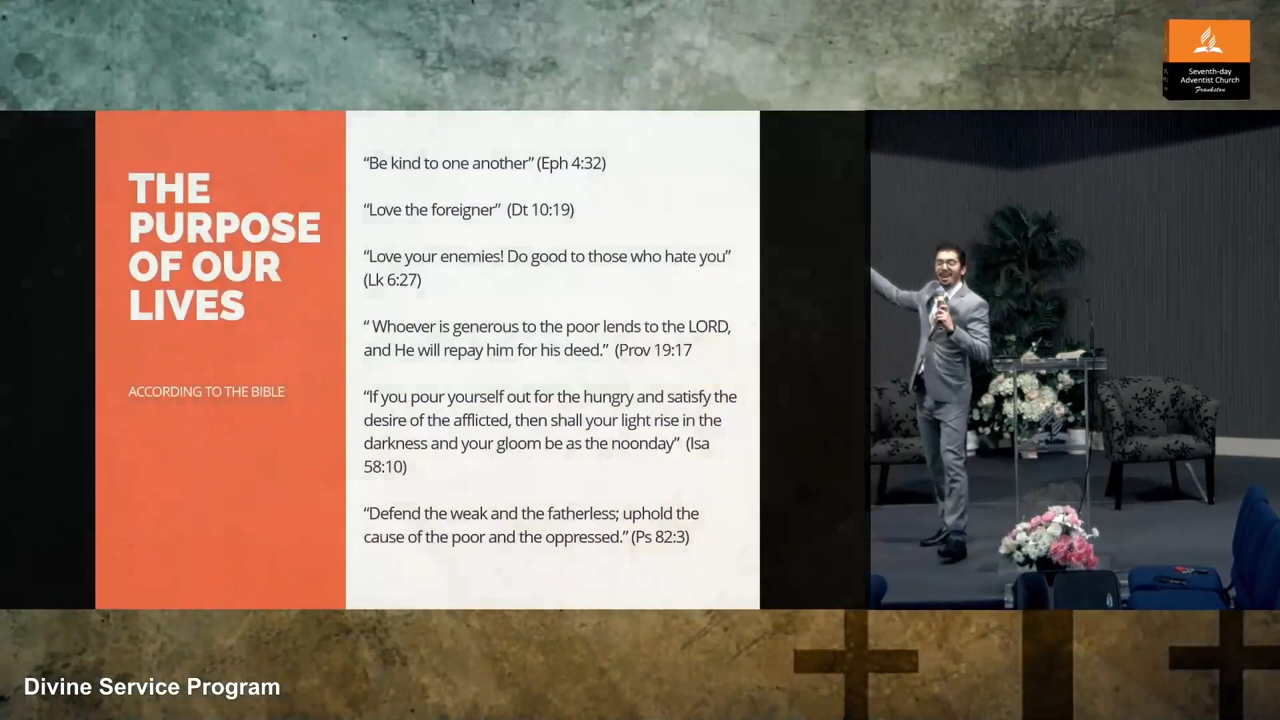 Seventh-day
Adventist Church
Frankston
THE
PURPOSE
OF OUR
LIVES
ACCORDING TO THE BIBLE
“Be kind to one another” (Eph 4:32)
“Love the foreigner”  (Dt 10:19)
“Love your enemies! Do good to those who hate you”
(Lk 6:27)
“ Whoever is generous to the poor lends to the LORD,
and He will repay him for his deed.”  (Prov 19:17
“If you pour yourself out for the hungry and satisfy the
desire of the afflicted, then shall your light rise in the
darkness and your gloom be as the noonday”  (Isa
58:10)
“Defend the weak and the fatherless; uphold the
cause of the poor and the oppressed.” (Ps 82:3)
Divine Service Program